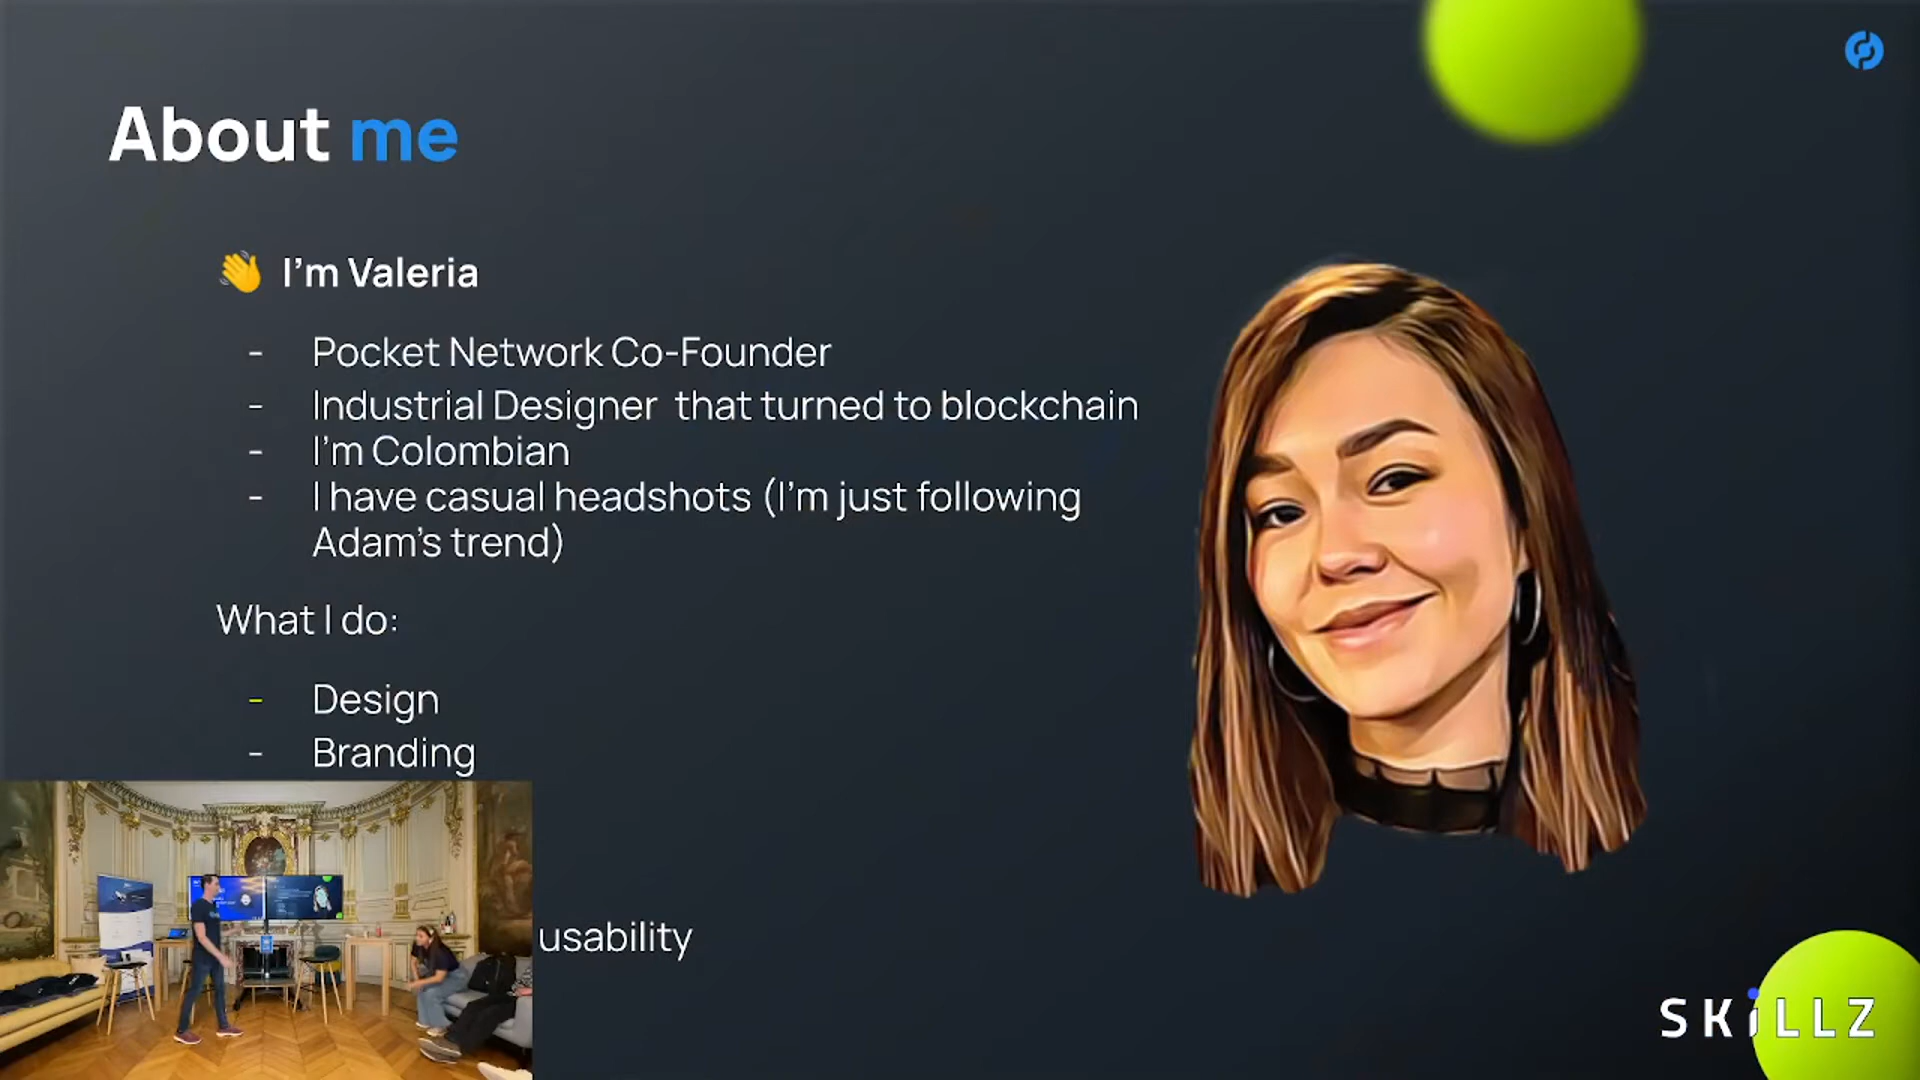 About me
👋 I'm Valeria
- Pocket Network Co-Founder
- Industrial Designer that turned to blockchain
- I'm Colombian
- I have casual headshots (I'm just following
Adam's trend)
What I do:
- Design
- Branding
usability
SKiLLZ